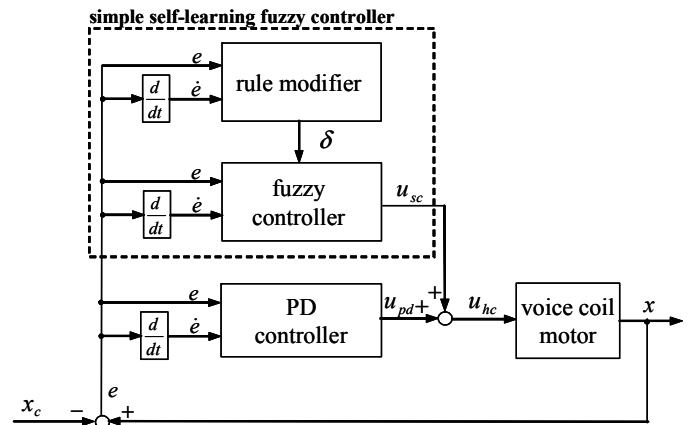 simple self-learning fuzzy controller
e
d/dt
ė
rule modifier
δ
e
d/dt
ė
fuzzy
controller
u_sc
e
d/dt
ė
PD
controller
u_pd
+
+
u_hc
voice coil
motor
x
e
x_c
−
+